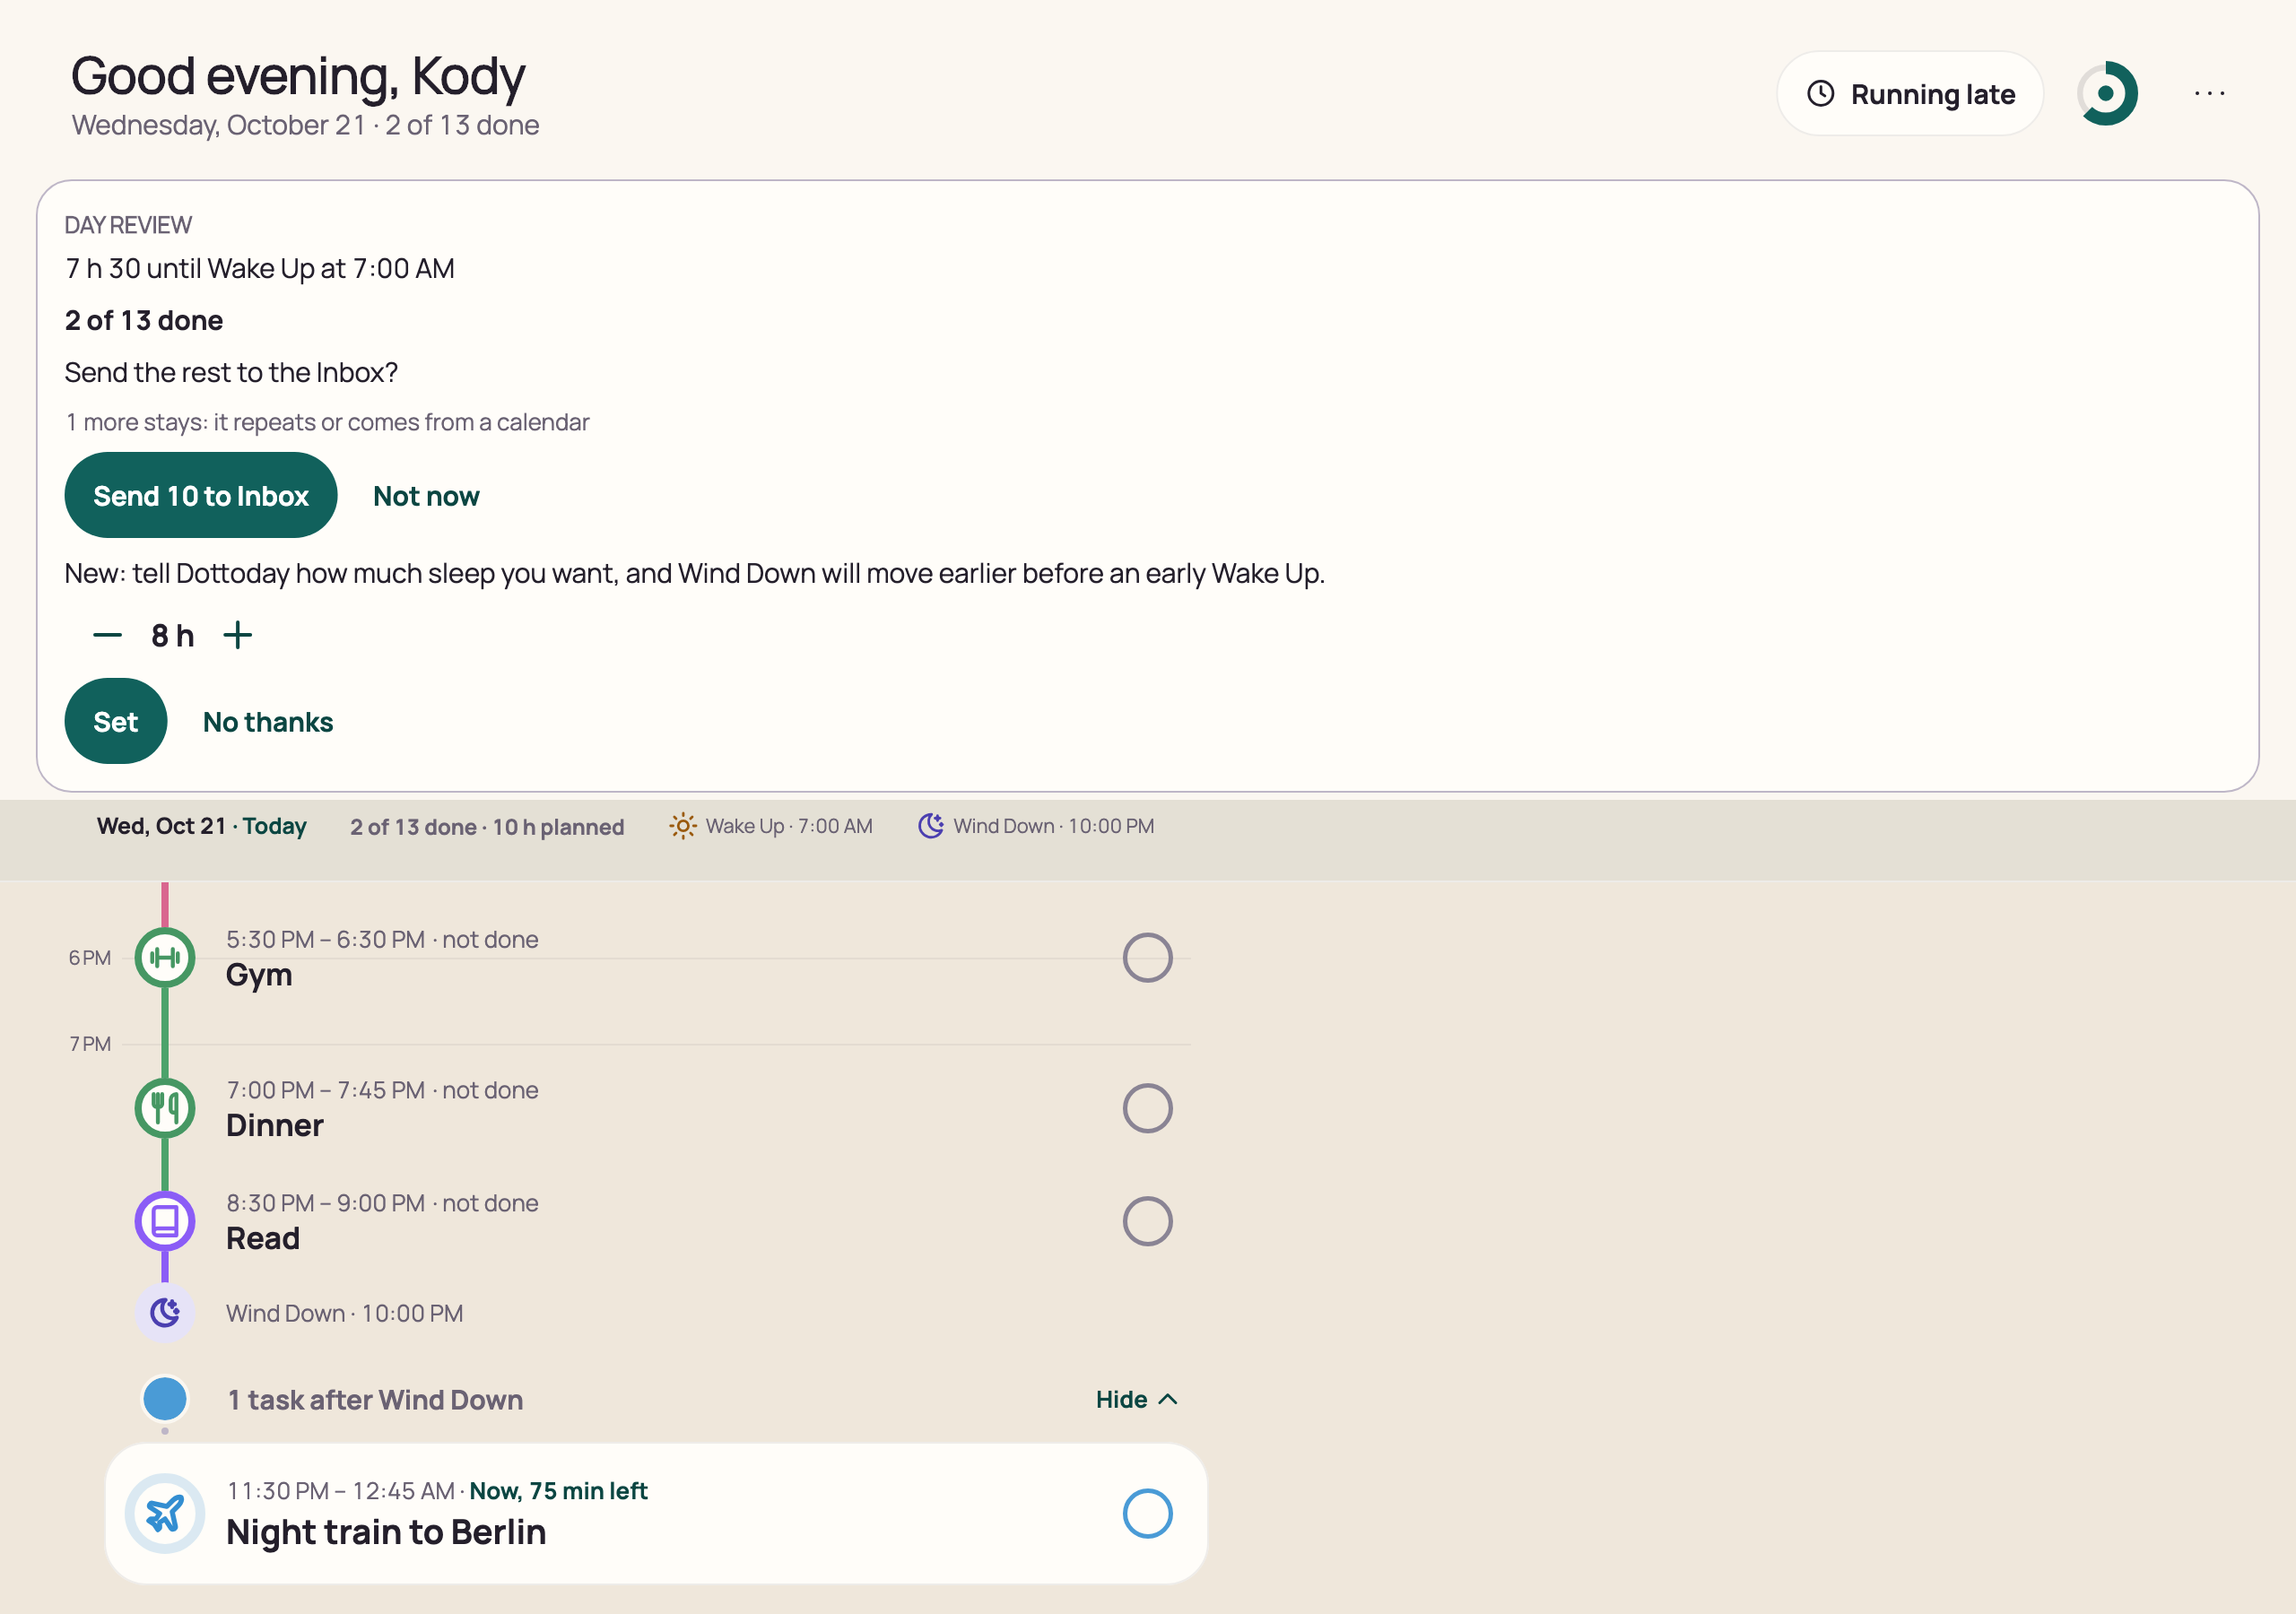 Good evening, Kody
Wednesday, October 21 · 2 of 13 done
Running late
DAY REVIEW
7 h 30 until Wake Up at 7:00 AM
2 of 13 done
Send the rest to the Inbox?
1 more stays: it repeats or comes from a calendar
Send 10 to Inbox
Not now
New: tell Dottoday how much sleep you want, and Wind Down will move earlier before an early Wake Up.
8 h
Set
No thanks
Wed, Oct 21 · Today
2 of 13 done · 10 h planned
Wake Up · 7:00 AM
Wind Down · 10:00 PM
5:30 PM – 6:30 PM · not done
6 PM
Gym
7 PM
7:00 PM – 7:45 PM · not done
Dinner
8:30 PM – 9:00 PM · not done
Read
Wind Down · 10:00 PM
1 task after Wind Down
Hide
11:30 PM – 12:45 AM · Now, 75 min left
Night train to Berlin